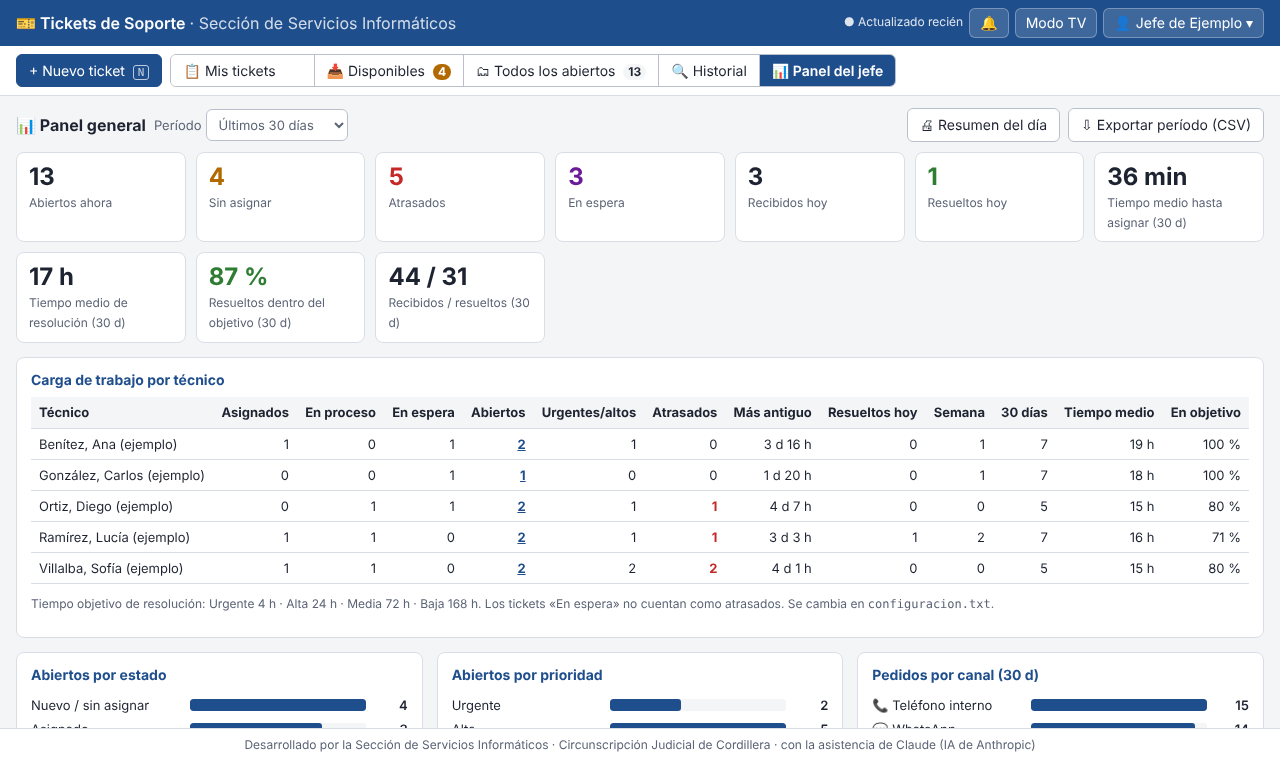 🎫 Tickets de Soporte · Sección de Servicios Informáticos
Actualizado recién
🔔
Modo TV
👤 Jefe de Ejemplo ▾
+ Nuevo ticket N
📋 Mis tickets
📥 Disponibles 4
🗂 Todos los abiertos 13
🔍 Historial
📊 Panel del jefe
📊 Panel general
Período Últimos 30 días
🖨 Resumen del día
⇩ Exportar período (CSV)
13
Abiertos ahora
4
Sin asignar
5
Atrasados
3
En espera
3
Recibidos hoy
1
Resueltos hoy
36 min
Tiempo medio hasta
asignar (30 d)
17 h
Tiempo medio de
resolución (30 d)
87 %
Resueltos dentro del
objetivo (30 d)
44 / 31
Recibidos / resueltos (30
d)
Carga de trabajo por técnico
Técnico Asignados En proceso En espera Abiertos Urgentes/altos Atrasados Más antiguo Resueltos hoy Semana 30 días Tiempo medio En objetivo
Benítez, Ana (ejemplo) 1 0 1 2 1 0 3 d 16 h 0 1 7 19 h 100 %
González, Carlos (ejemplo) 0 0 1 1 0 0 1 d 20 h 0 1 7 18 h 100 %
Ortiz, Diego (ejemplo) 0 1 1 2 1 1 4 d 7 h 0 0 5 15 h 80 %
Ramírez, Lucía (ejemplo) 1 1 0 2 1 1 3 d 3 h 1 2 7 16 h 71 %
Villalba, Sofía (ejemplo) 1 1 0 2 2 2 4 d 1 h 0 0 5 15 h 80 %
Tiempo objetivo de resolución: Urgente 4 h · Alta 24 h · Media 72 h · Baja 168 h. Los tickets «En espera» no cuentan como atrasados. Se cambia en configuracion.txt.
Abiertos por estado
Nuevo / sin asignar 4
Asignado 3
Abiertos por prioridad
Urgente 2
Alta 5
Pedidos por canal (30 d)
📞 Teléfono interno 15
💬 WhatsApp 14
Desarrollado por la Sección de Servicios Informáticos · Circunscripción Judicial de Cordillera · con la asistencia de Claude (IA de Anthropic)